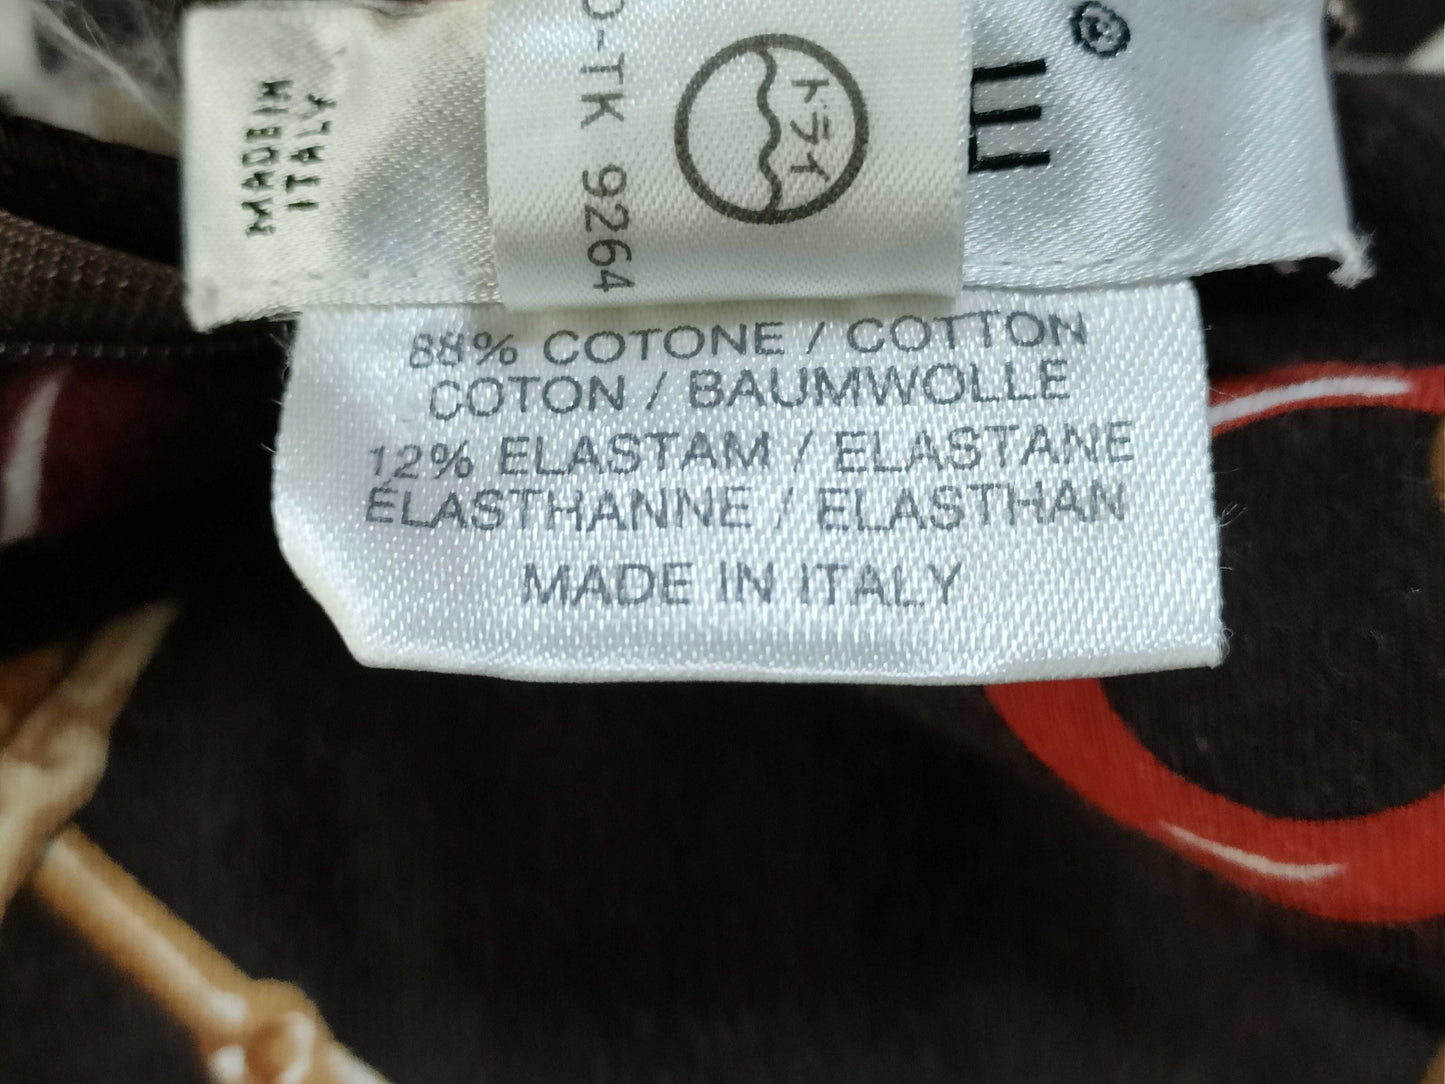 MADE IN
ITALY
O-TK 9264
ドライ
®
88% COTONE / COTTON
COTON / BAUMWOLLE
12% ELASTAM / ELASTANE
ELASTHANNE / ELASTHAN
MADE IN ITALY